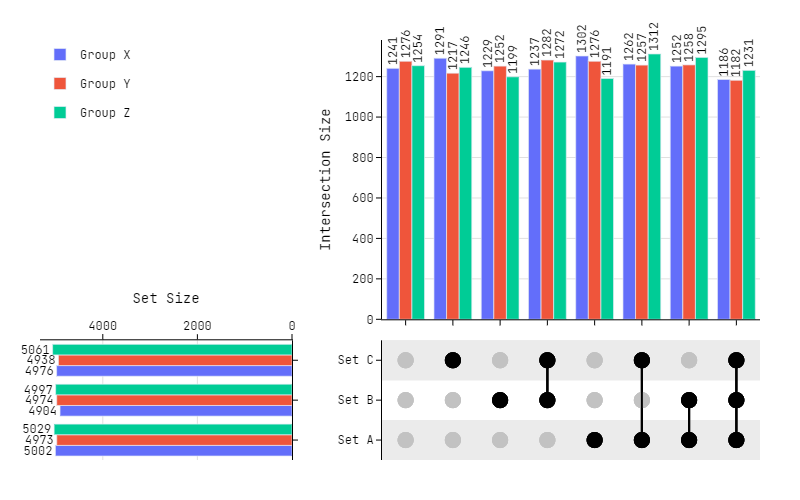 Group X
Group Y
Group Z
1241 1276 1254 1291 1217 1246 1229 1252 1199 1237 1282 1272 1302 1276 1191 1262 1257 1312 1252 1258 1295 1186 1182 1231
Intersection Size
1200
1000
800
600
400
200
0
Set Size
4000 2000 0
5061
4938
4976
4997
4974
4904
5029
4973
5002
Set C
Set B
Set A